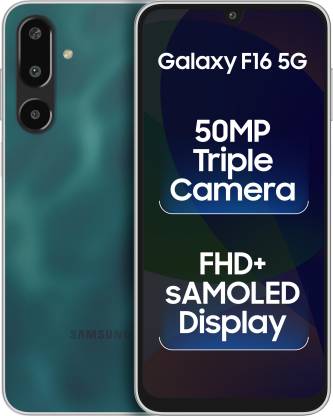 Galaxy F16 5G
50MP
Triple
Camera
FHD+
sAMOLED
Display
SAMSUNG